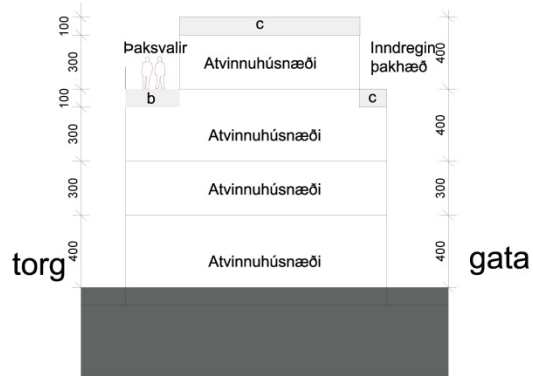 100
c
300
Þaksvalir
Atvinnuhúsnæði
Inndregin
þakhæð
400
100
b
c
300
Atvinnuhúsnæði
400
300
Atvinnuhúsnæði
300
400
Atvinnuhúsnæði
400
torg
gata